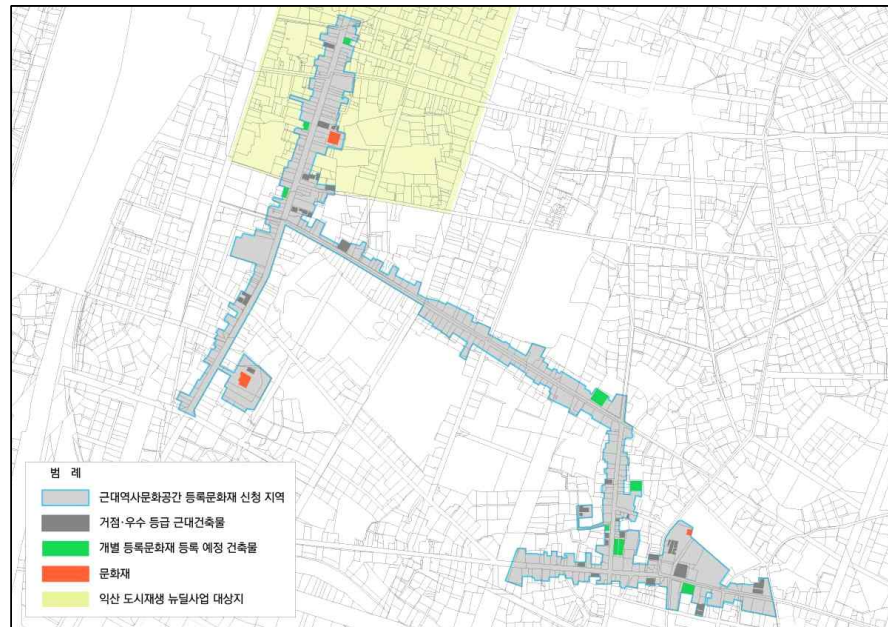 범 례
근대역사문화공간 등록문화재 신청 지역
거점·우수 등급 근대건축물
개별 등록문화재 등록 예정 건축물
문화재
익산 도시재생 뉴딜사업 대상지